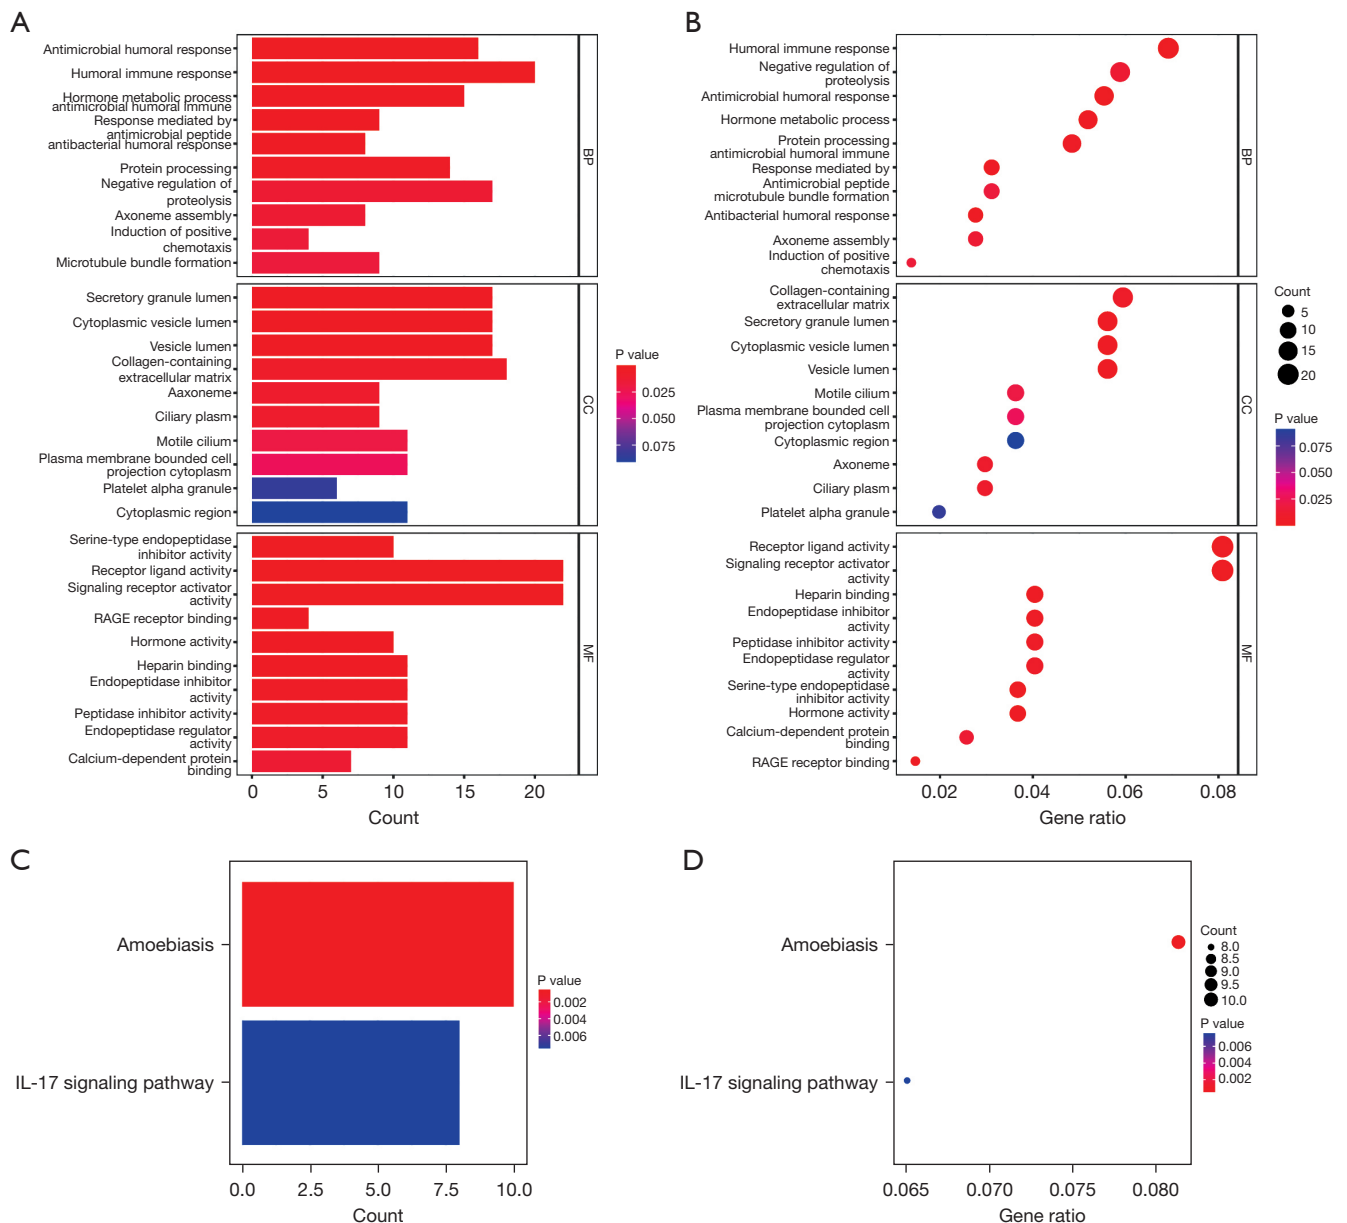 A
Antimicrobial humoral response
Humoral immune response
Hormone metabolic process
antimicrobial humoral immune
Response mediated by
antimicrobial peptide
antibacterial humoral response
Protein processing
Negative regulation of
proteolysis
Axoneme assembly
Induction of positive
chemotaxis
Microtubule bundle formation
BP
Secretory granule lumen
Cytoplasmic vesicle lumen
Vesicle lumen
Collagen-containing
extracellular matrix
Aaxoneme
Ciliary plasm
Motile cilium
Plasma membrane bounded cell
projection cytoplasm
Platelet alpha granule
Cytoplasmic region
CC
Serine-type endopeptidase
inhibitor activity
Receptor ligand activity
Signaling receptor activator
activity
RAGE receptor binding
Hormone activity
Heparin binding
Endopeptidase inhibitor
activity
Peptidase inhibitor activity
Endopeptidase regulator
activity
Calcium-dependent protein
binding
MF
0 5 10 15 20
Count
P value
0.025
0.050
0.075
B
Humoral immune response
Negative regulation of
proteolysis
Antimicrobial humoral response
Hormone metabolic process
Protein processing
antimicrobial humoral immune
Response mediated by
Antimicrobial peptide
microtubule bundle formation
Antibacterial humoral response
Axoneme assembly
Induction of positive
chemotaxis
BP
Collagen-containing
extracellular matrix
Secretory granule lumen
Cytoplasmic vesicle lumen
Vesicle lumen
Motile cilium
Plasma membrane bounded cell
projection cytoplasm
Cytoplasmic region
Axoneme
Ciliary plasm
Platelet alpha granule
CC
Receptor ligand activity
Signaling receptor activator
activity
Heparin binding
Endopeptidase inhibitor
activity
Peptidase inhibitor activity
Endopeptidase regulator
activity
Serine-type endopeptidase
inhibitor activity
Hormone activity
Calcium-dependent protein
binding
RAGE receptor binding
MF
0.02 0.04 0.06 0.08
Gene ratio
Count
5
10
15
20
P value
0.075
0.050
0.025
C
Amoebiasis
IL-17 signaling pathway
0.0 2.5 5.0 7.5 10.0
Count
P value
0.002
0.004
0.006
D
Amoebiasis
IL-17 signaling pathway
0.065 0.070 0.075 0.080
Gene ratio
Count
8.0
8.5
9.0
9.5
10.0
P value
0.006
0.004
0.002